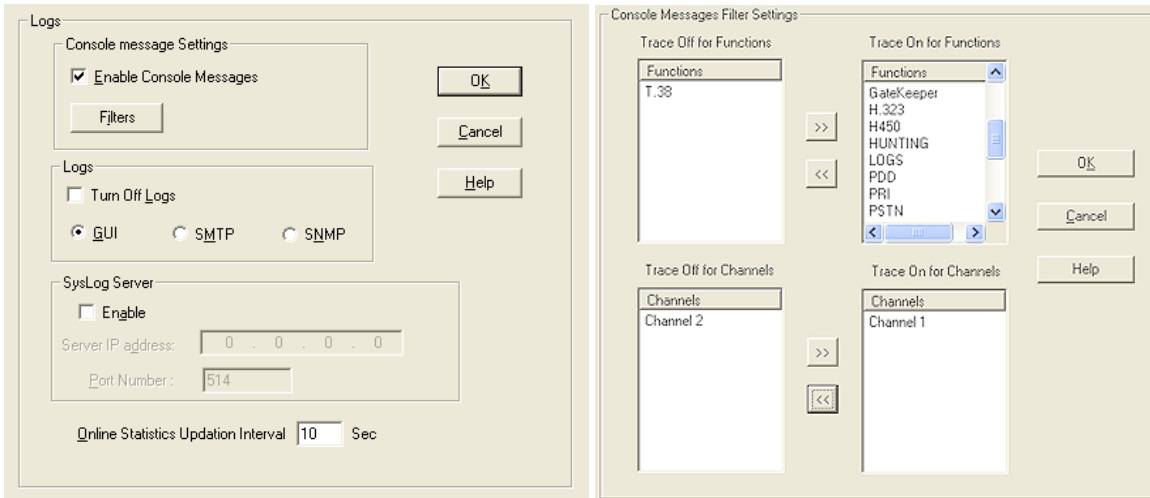 Logs
Console message Settings
Enable Console Messages
Filters
OK
Cancel
Help
Logs
Turn Off Logs
GUI SMTP SNMP
SysLog Server
Enable
Server IP address: 0 . 0 . 0 . 0
Port Number : 514
Online Statistics Updation Interval 10 Sec
Console Messages Filter Settings
Trace Off for Functions
Functions
T.38
>>
<<
Trace On for Functions
Functions
GateKeeper
H.323
H450
HUNTING
LOGS
PDD
PRI
PSTN
OK
Cancel
Help
Trace Off for Channels
Channels
Channel 2
>>
<<
Trace On for Channels
Channels
Channel 1